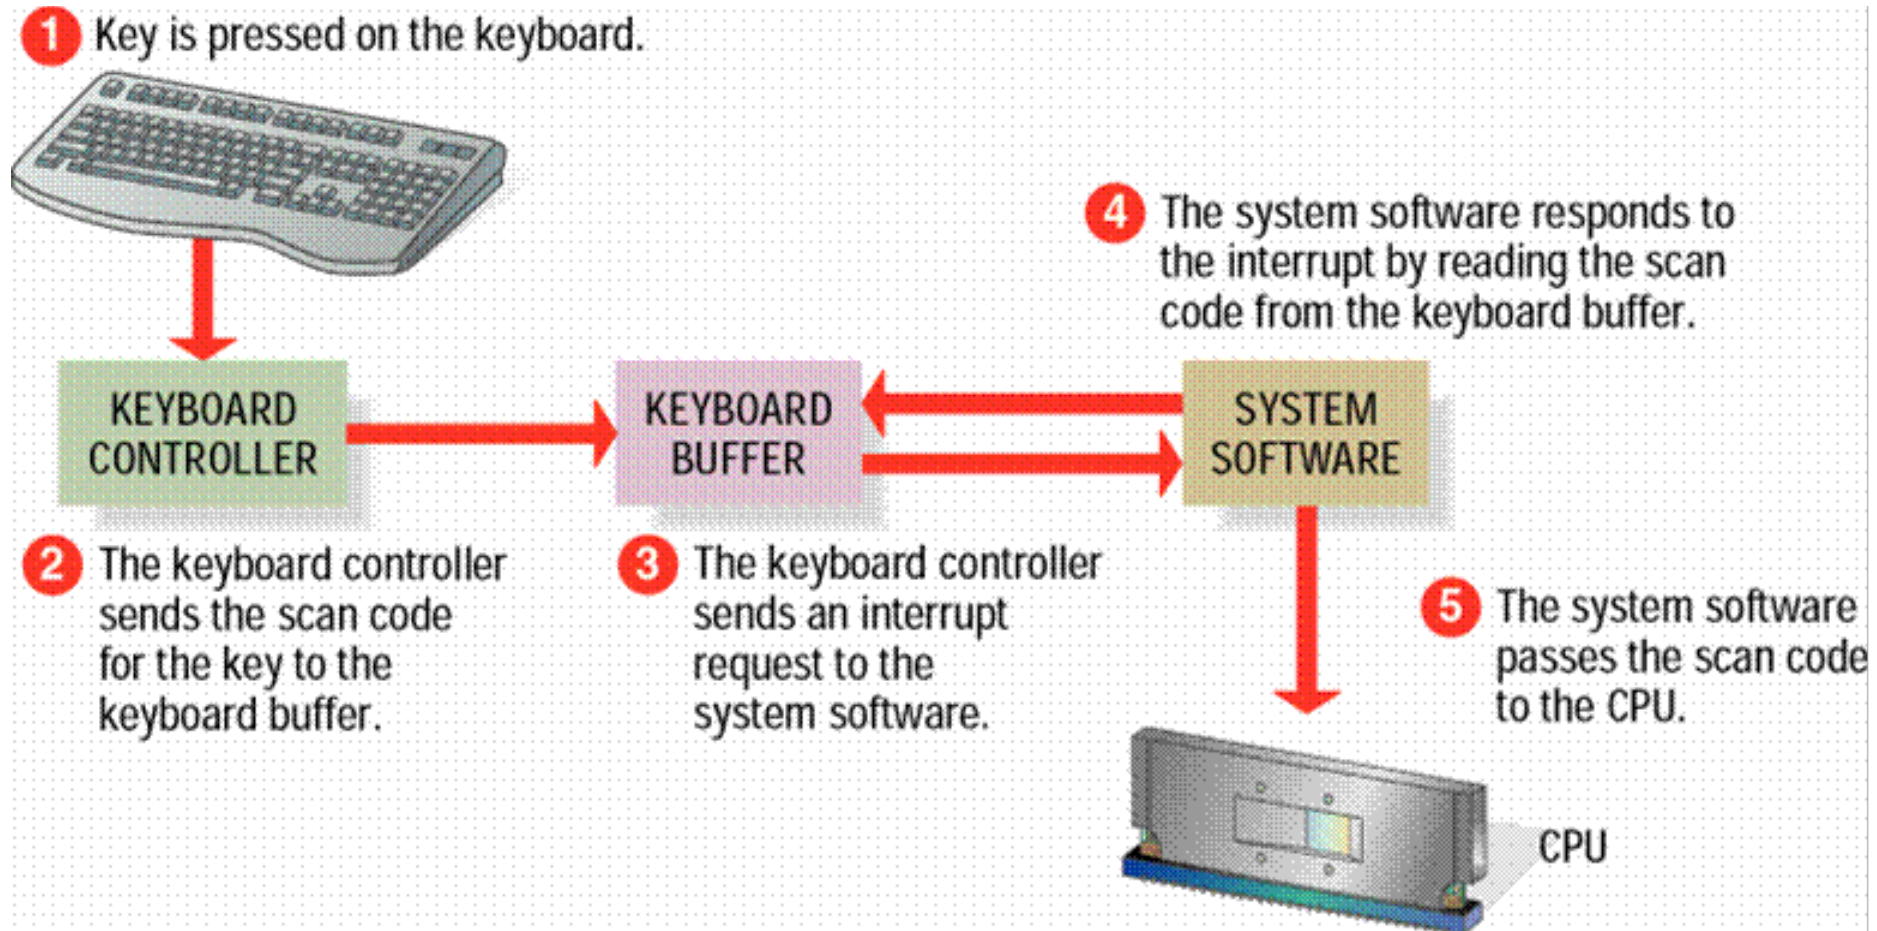 1 Key is pressed on the keyboard.
KEYBOARD
CONTROLLER
2 The keyboard controller
sends the scan code
for the key to the
keyboard buffer.
KEYBOARD
BUFFER
3 The keyboard controller
sends an interrupt
request to the
system software.
4 The system software responds to
the interrupt by reading the scan
code from the keyboard buffer.
SYSTEM
SOFTWARE
5 The system software
passes the scan code
to the CPU.
CPU